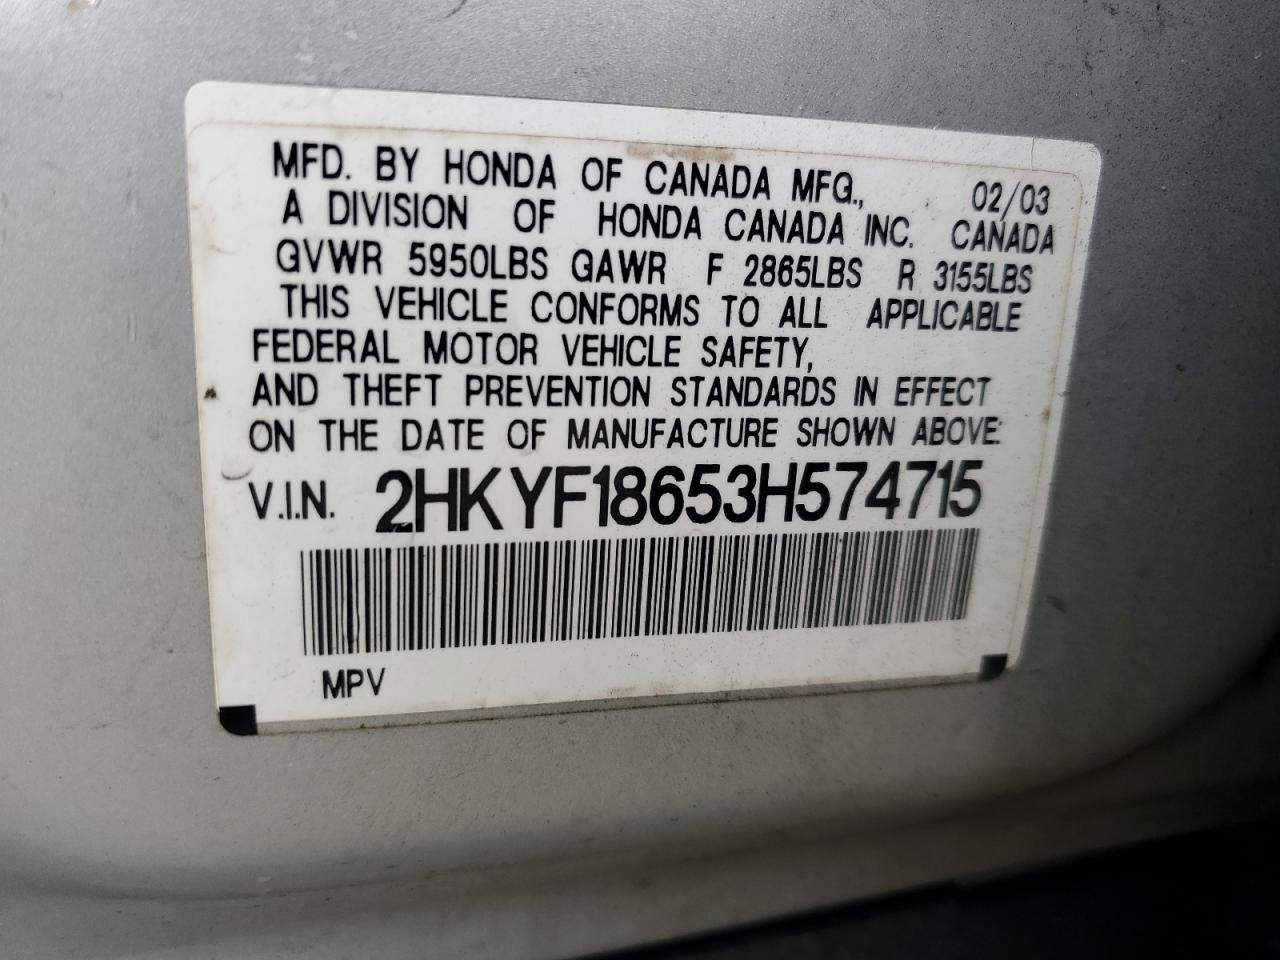 MFD. BY HONDA OF CANADA MFG., 02/03
A DIVISION OF HONDA CANADA INC. CANADA
GVWR 5950LBS GAWR F 2865LBS R 3155LBS
THIS VEHICLE CONFORMS TO ALL APPLICABLE
FEDERAL MOTOR VEHICLE SAFETY,
AND THEFT PREVENTION STANDARDS IN EFFECT
ON THE DATE OF MANUFACTURE SHOWN ABOVE:
V.I.N. 2HKYF18653H574715
MPV